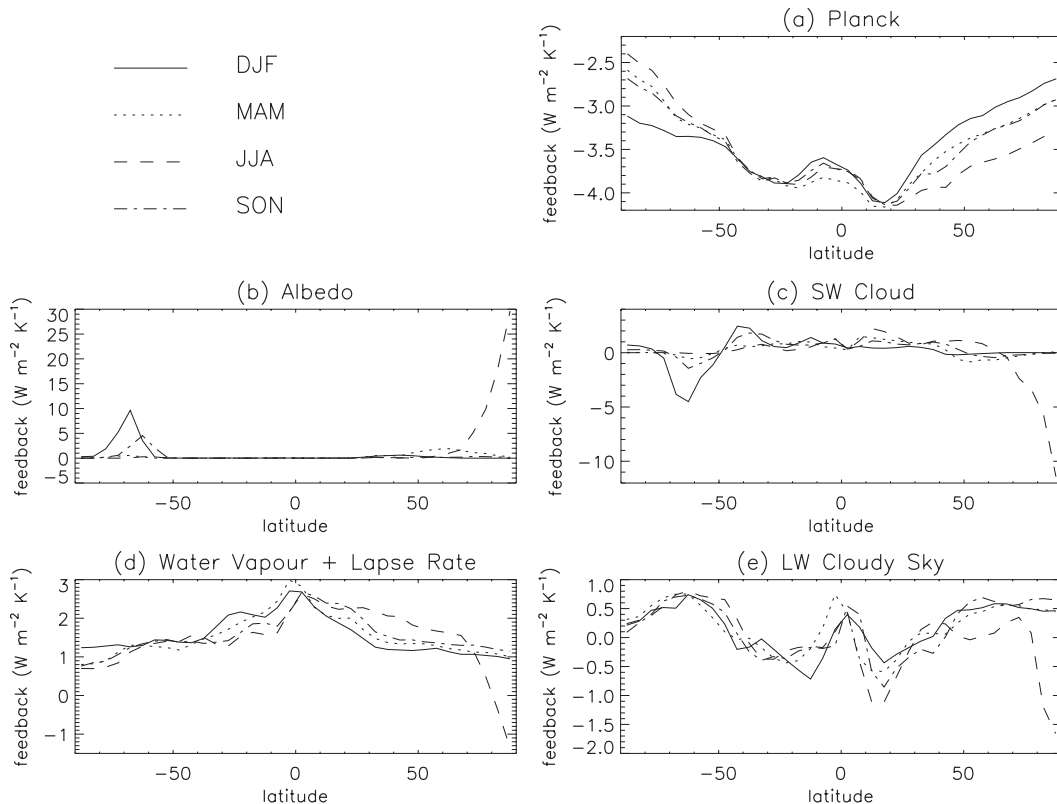 DJF
MAM
JJA
SON
(a) Planck
feedback (W m⁻² K⁻¹)
−2.5
−3.0
−3.5
−4.0
−50 0 50
latitude
(b) Albedo
feedback (W m⁻² K⁻¹)
30
25
20
15
10
5
0
−5
−50 0 50
latitude
(c) SW Cloud
feedback (W m⁻² K⁻¹)
0
−5
−10
−50 0 50
latitude
(d) Water Vapour + Lapse Rate
feedback (W m⁻² K⁻¹)
3
2
1
0
−1
−50 0 50
latitude
(e) LW Cloudy Sky
feedback (W m⁻² K⁻¹)
1.0
0.5
0.0
−0.5
−1.0
−1.5
−2.0
−50 0 50
latitude